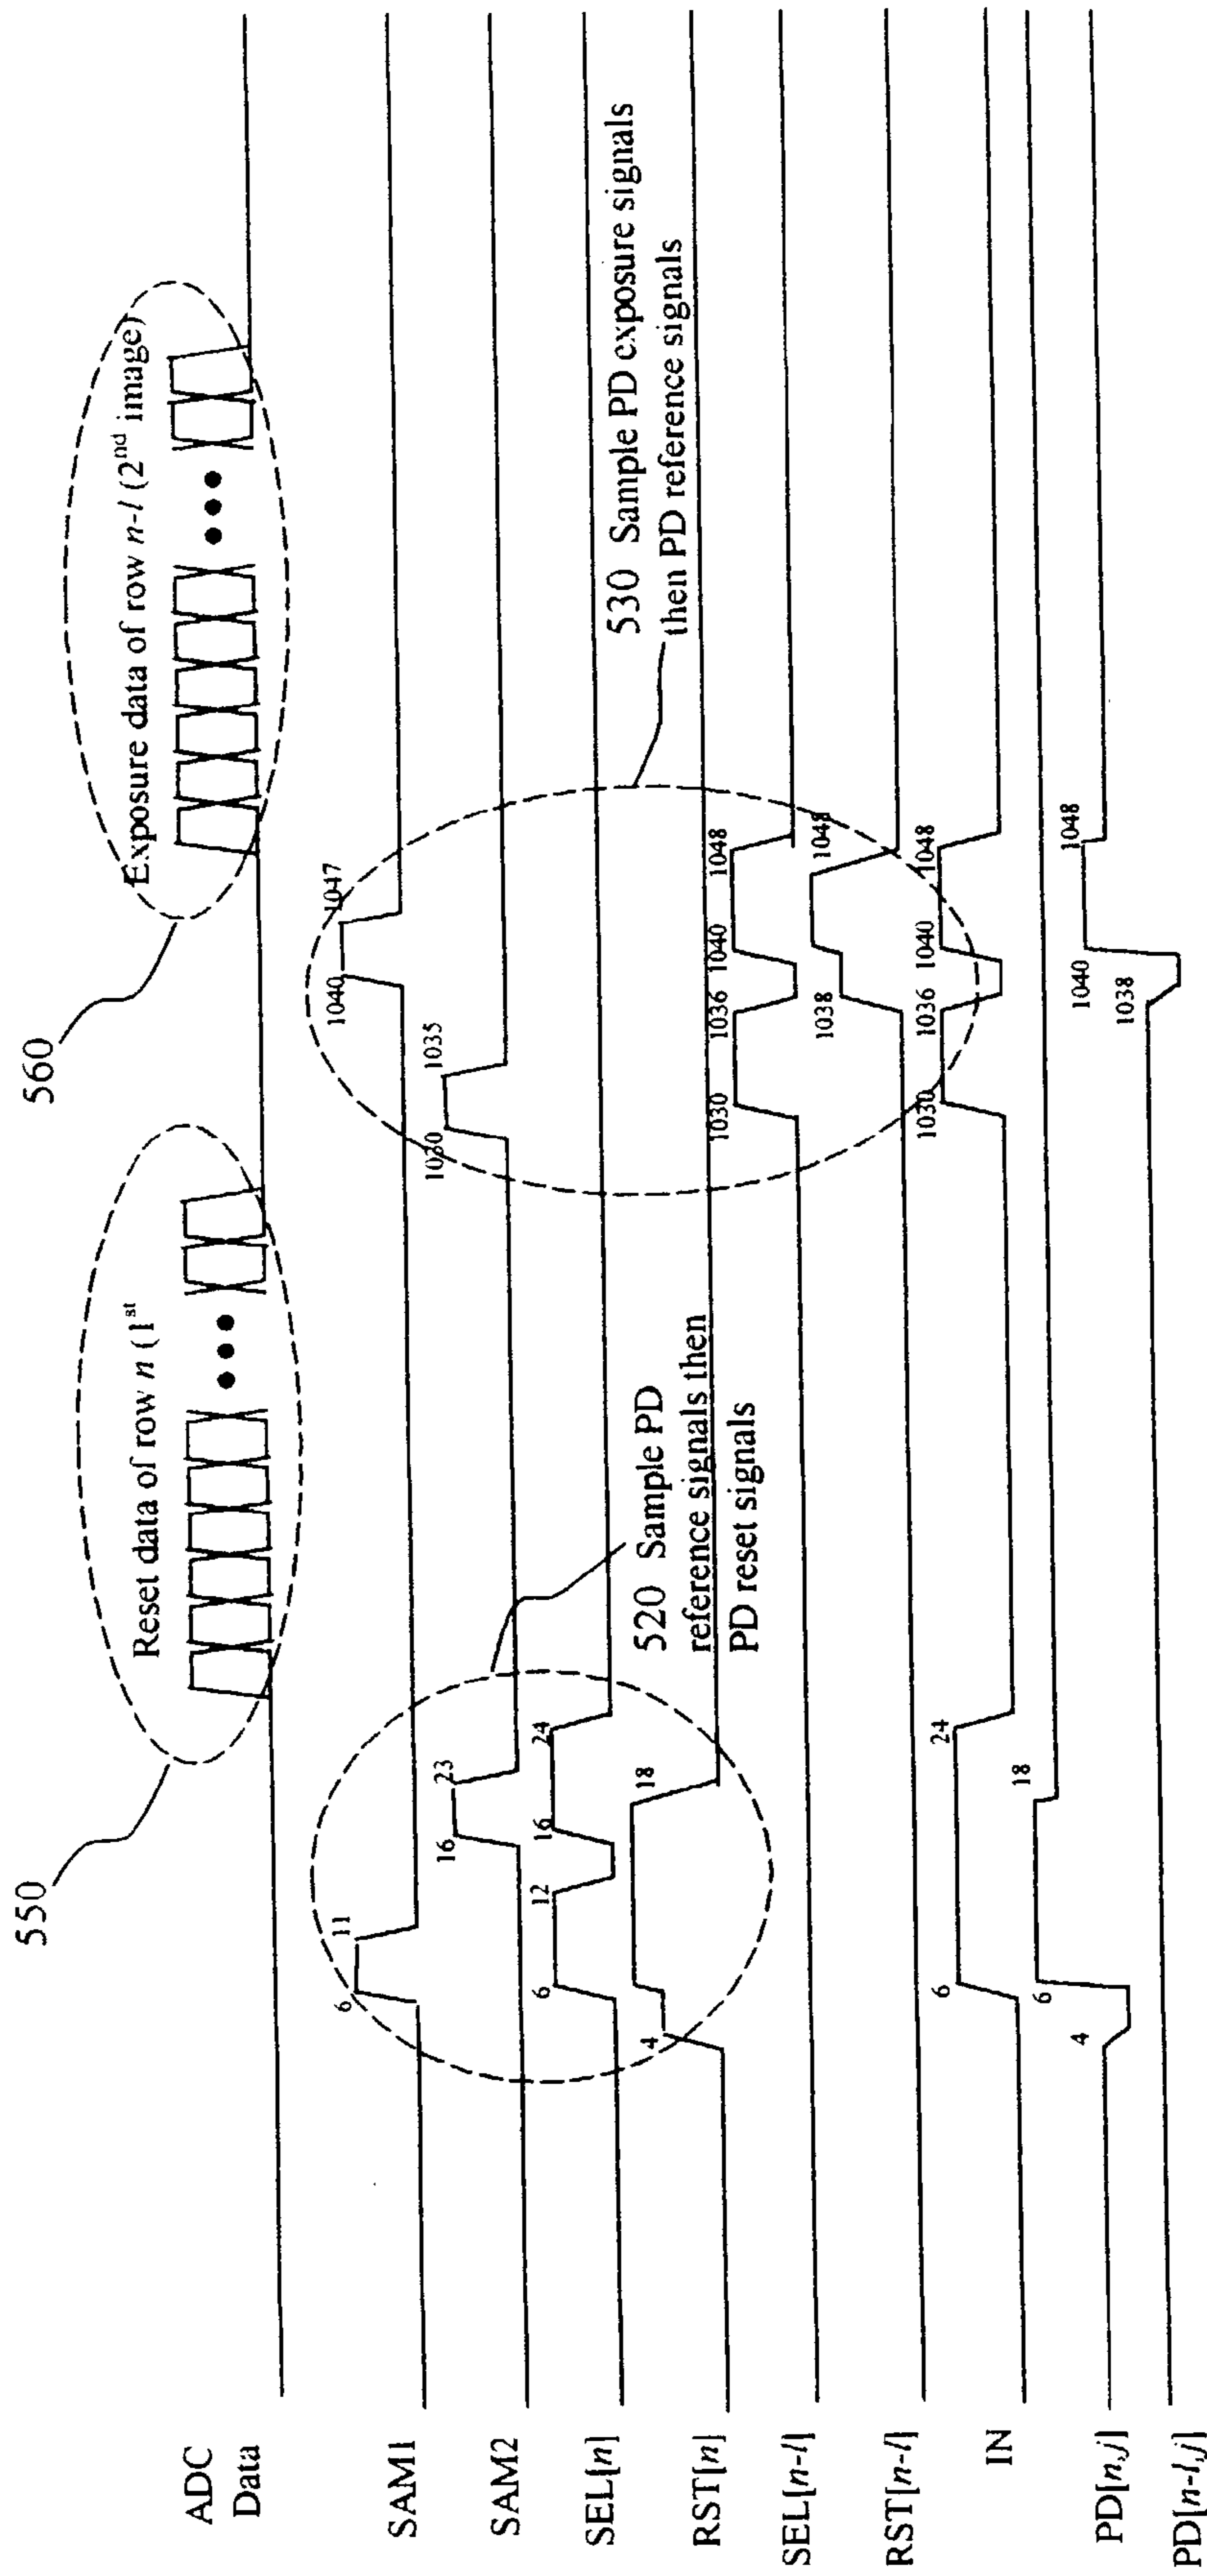 550
560
Reset data of row n (1st
Exposure data of row n-l (2nd image)
ADC
Data
SAM1
6
11
1040
1047
SAM2
16
23
1030
1035
SEL[n]
6
12
16
24
RST[n]
4
18
520 Sample PD
reference signals then
PD reset signals
530 Sample PD exposure signals
then PD reference signals
SEL[n-l]
1030
1036
1040
1048
RST[n-l]
1038
1048
IN
6
24
1030
1036
1040
1048
PD[n,j]
4
6
18
PD[n-l,j]
1038
1040
1048